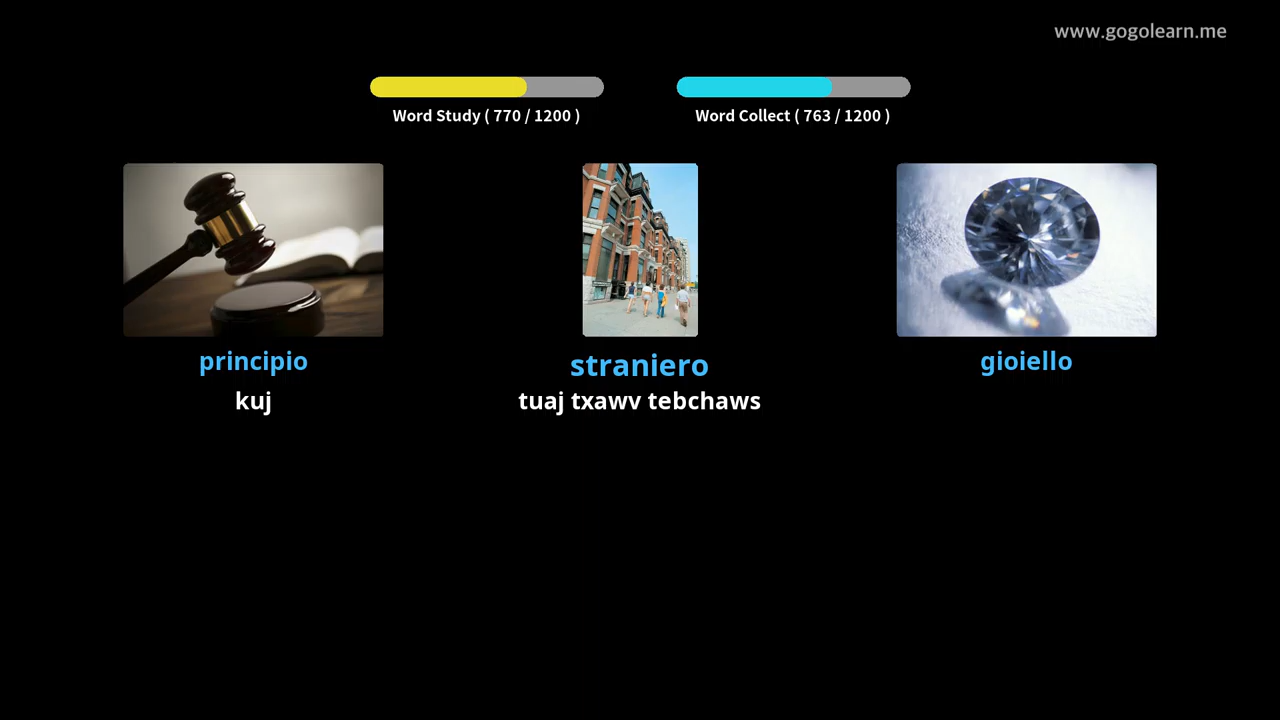 www.gogolearn.me
Word Study ( 770 / 1200 )
Word Collect ( 763 / 1200 )
principio
straniero
gioiello
kuj
tuaj txawv tebchaws